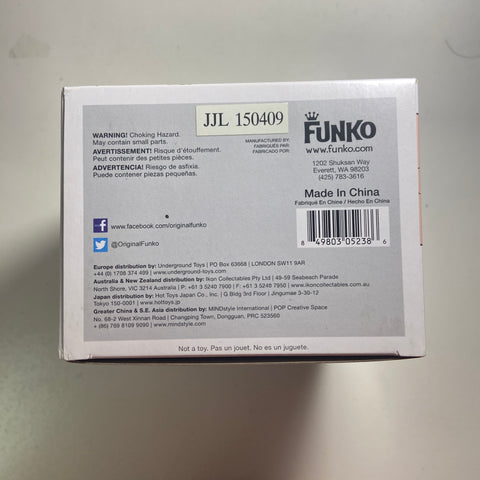 JJL 150409
WARNING! Choking Hazard.
May contain small parts.
AVERTISSEMENT! Risque d'étouffement.
Peut contenir des petites pièces.
ADVERTENCIA! Riesgo de asfixia.
Puede contener piezas pequeñas.
MANUFACTURED BY:
FABRIQUÉ PAR:
FABRICADO POR:
FUNKO
www.funko.com
1202 Shuksan Way
Everett, WA 98203
(425) 783-3616
Made In China
Fabriqué En Chine / Hecho En China
8 49803 05238 6
www.facebook.com/originalfunko
@OriginalFunko
Europe distribution by: Underground Toys | PO Box 63668 | LONDON SW11 9AR
+44 (0) 1708 374 499 | www.underground-toys.com
Australia & New Zealand distribution by: Ikon Collectables Pty Ltd | 49-59 Seabeach Parade
North Shore, VIC 3214 Australia | P: +61 3 5240 7900 | F: +61 3 5240 7950 | www.ikoncollectables.com.au
Japan distribution by: Hot Toys Japan Co., Inc. | G Bldg 3rd Floor | Jingumae 3-30-12
Tokyo 150-0001 | www.hottoys.jp
Greater China & S.E. Asia distribution by: MINDstyle International | POP Creative Space
No. 68-2 West Xinnan Road | Changping Town, Dongguan, PRC 523560
+ (86) 769 8109 9090 | www.mindstyle.com
Not a toy. Pas un jouet. No es un juguete.